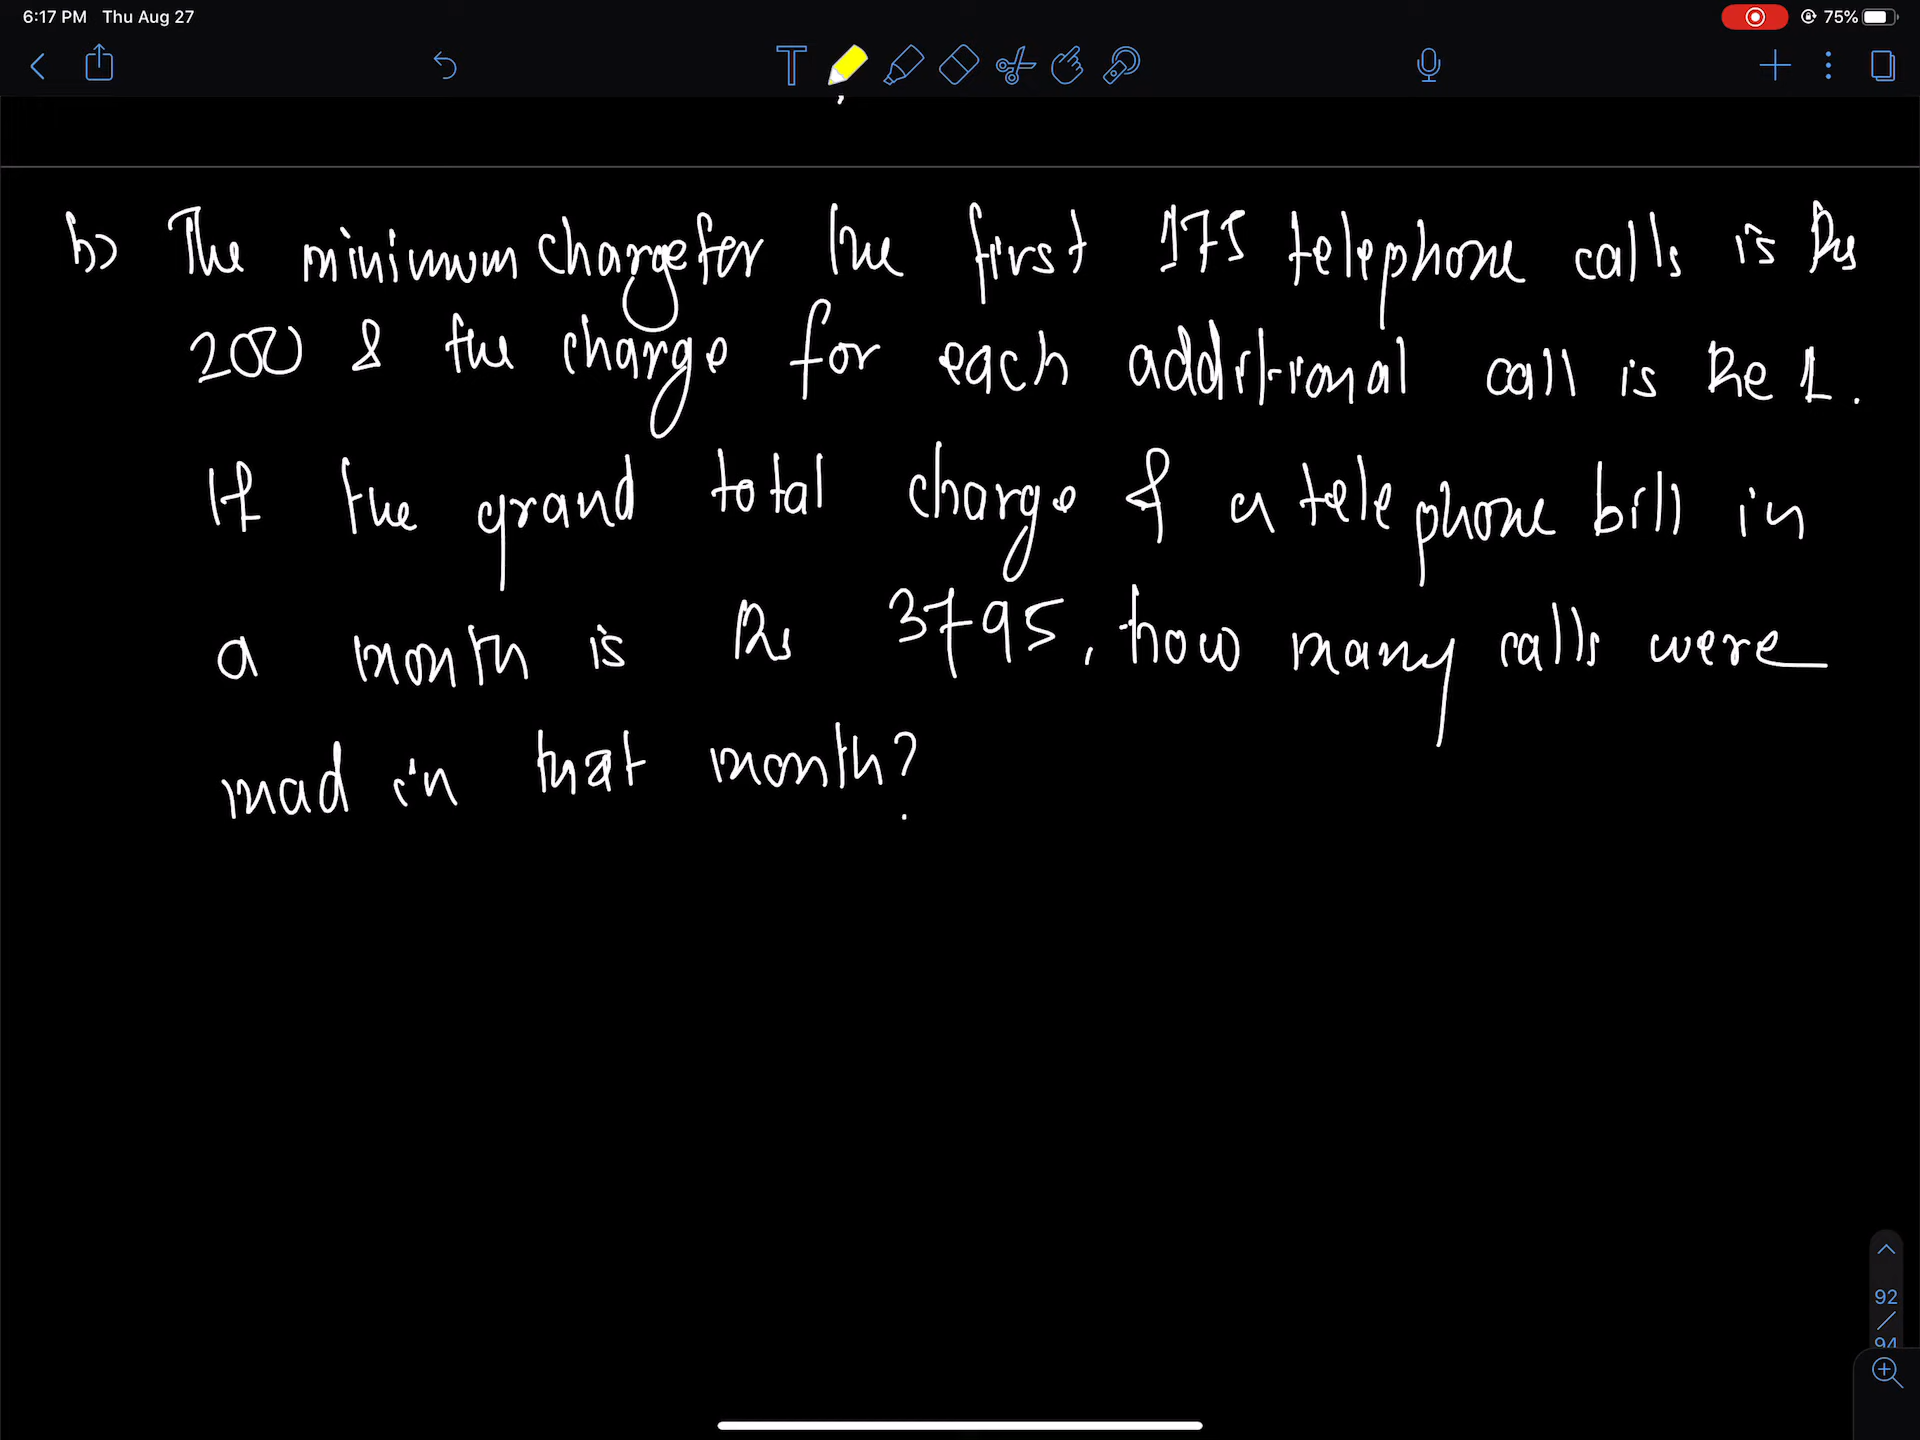 6:17 PM Thu Aug 27
75%
T
b) The minimum charge for the first 175 telephone calls is Rs
200 & the charge for each additional call is Re 1.
If the grand total charge of a telephone bill in
a month is Rs 3795, how many calls were
mad in that month?
92
94